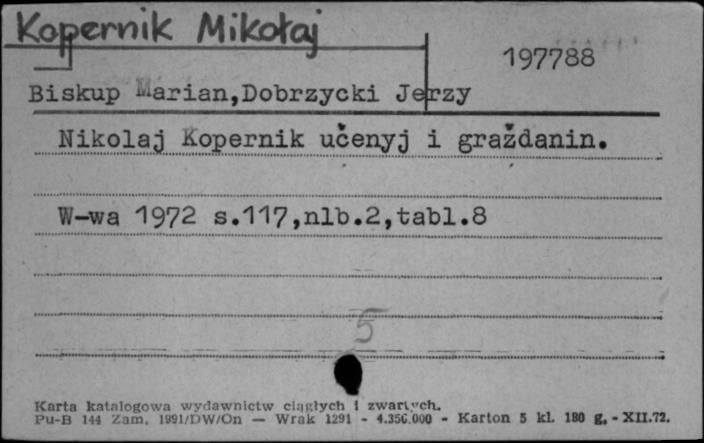 Kopernik Mikołaj
197788
Biskup Marian,Dobrzycki Jerzy
Nikolaj Kopernik učenyj i graždanin.
W-wa 1972 s.117,nlb.2,tabl.8
5
Karta katalogowa wydawnictw ciągłych i zwartych.
Pu-B 144 Zam. 1991/DW/On — Wrak 1291 - 4.350.000 - Karton 5 kl. 180 g. - XII.72.